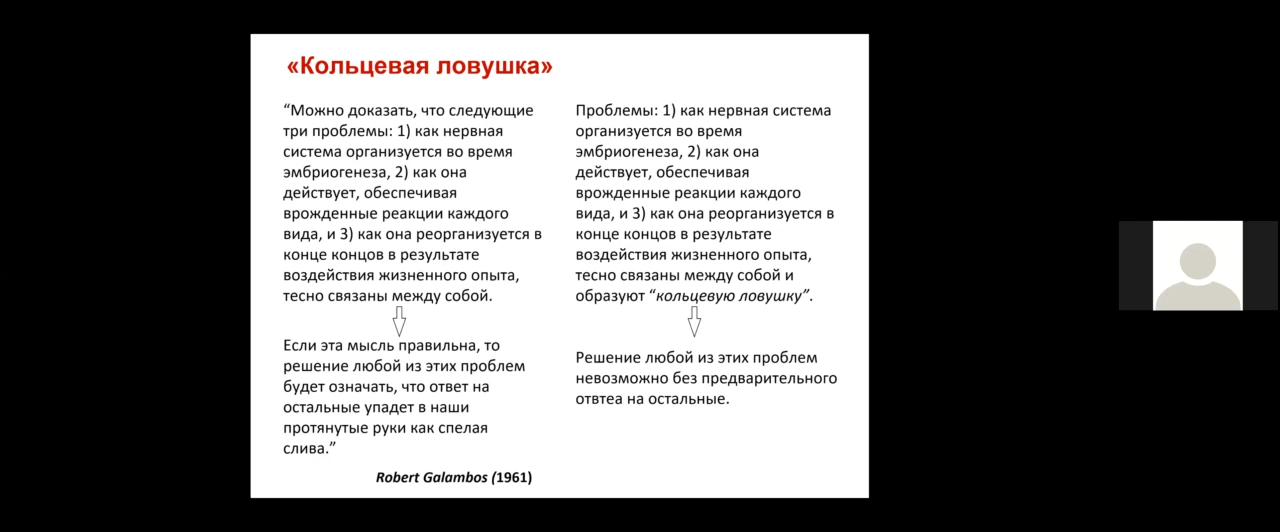 «Кольцевая ловушка»
“Можно доказать, что следующие
три проблемы: 1) как нервная
система организуется во время
эмбриогенеза, 2) как она
действует, обеспечивая
врожденные реакции каждого
вида, и 3) как она реорганизуется в
конце концов в результате
воздействия жизненного опыта,
тесно связаны между собой.
Если эта мысль правильна, то
решение любой из этих проблем
будет означать, что ответ на
остальные упадет в наши
протянутые руки как спелая
слива.”
Robert Galambos (1961)
Проблемы: 1) как нервная система
организуется во время
эмбриогенеза, 2) как она
действует, обеспечивая
врожденные реакции каждого
вида, и 3) как она реорганизуется в
конце концов в результате
воздействия жизненного опыта,
тесно связаны между собой и
образуют “кольцевую ловушку”.
Решение любой из этих проблем
невозможно без предварительного
отвтеа на остальные.